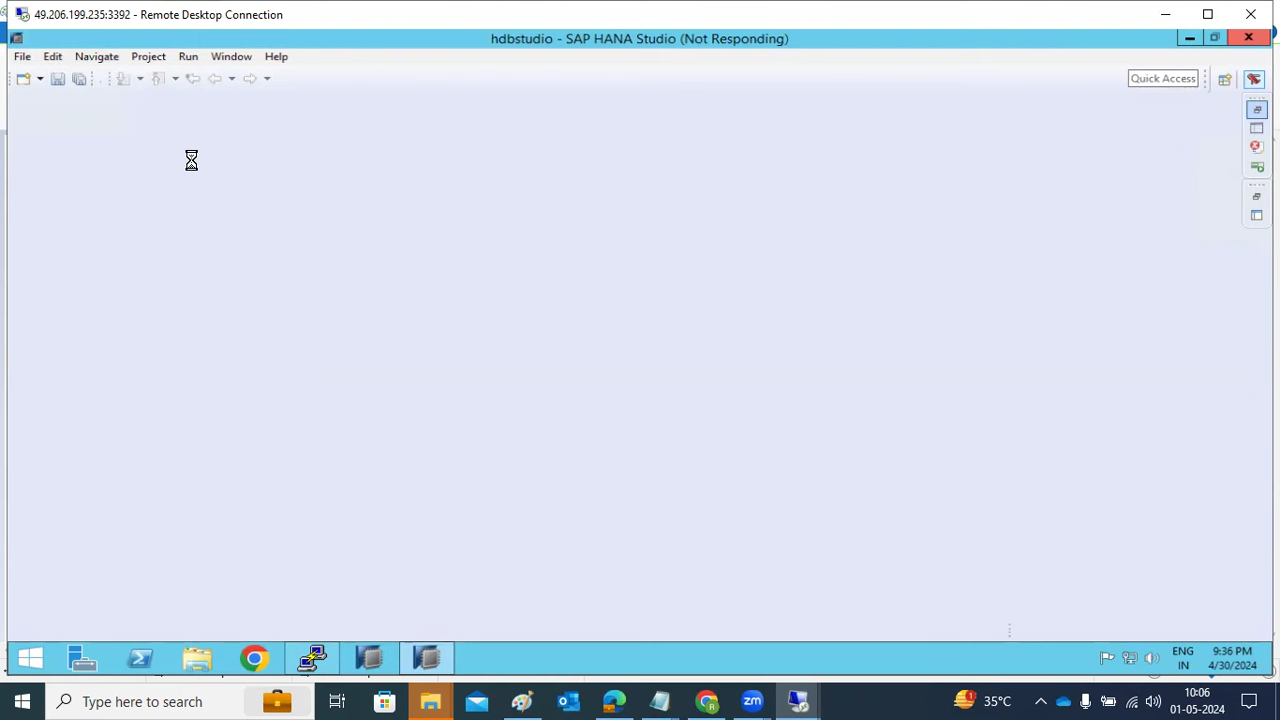 49.206.199.235:3392 - Remote Desktop Connection
hdbstudio - SAP HANA Studio (Not Responding)
File Edit Navigate Project Run Window Help
Quick Access
ENG
IN
9:36 PM
4/30/2024
Type here to search
35°C
10:06
01-05-2024